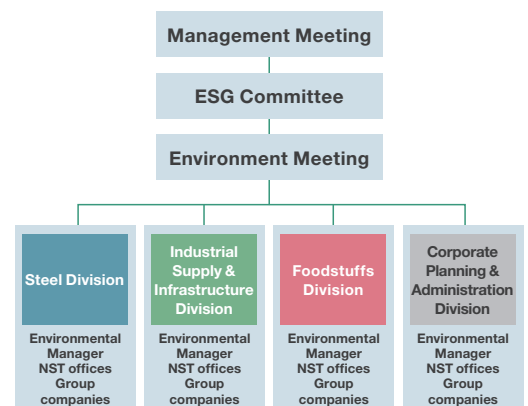 Management Meeting
ESG Committee
Environment Meeting
Steel Division
Environmental
Manager
NST offices
Group
companies
Industrial
Supply &
Infrastructure
Division
Environmental
Manager
NST offices
Group
companies
Foodstuffs
Division
Environmental
Manager
NST offices
Group
companies
Corporate
Planning &
Administration
Division
Environmental
Manager
NST offices
Group
companies